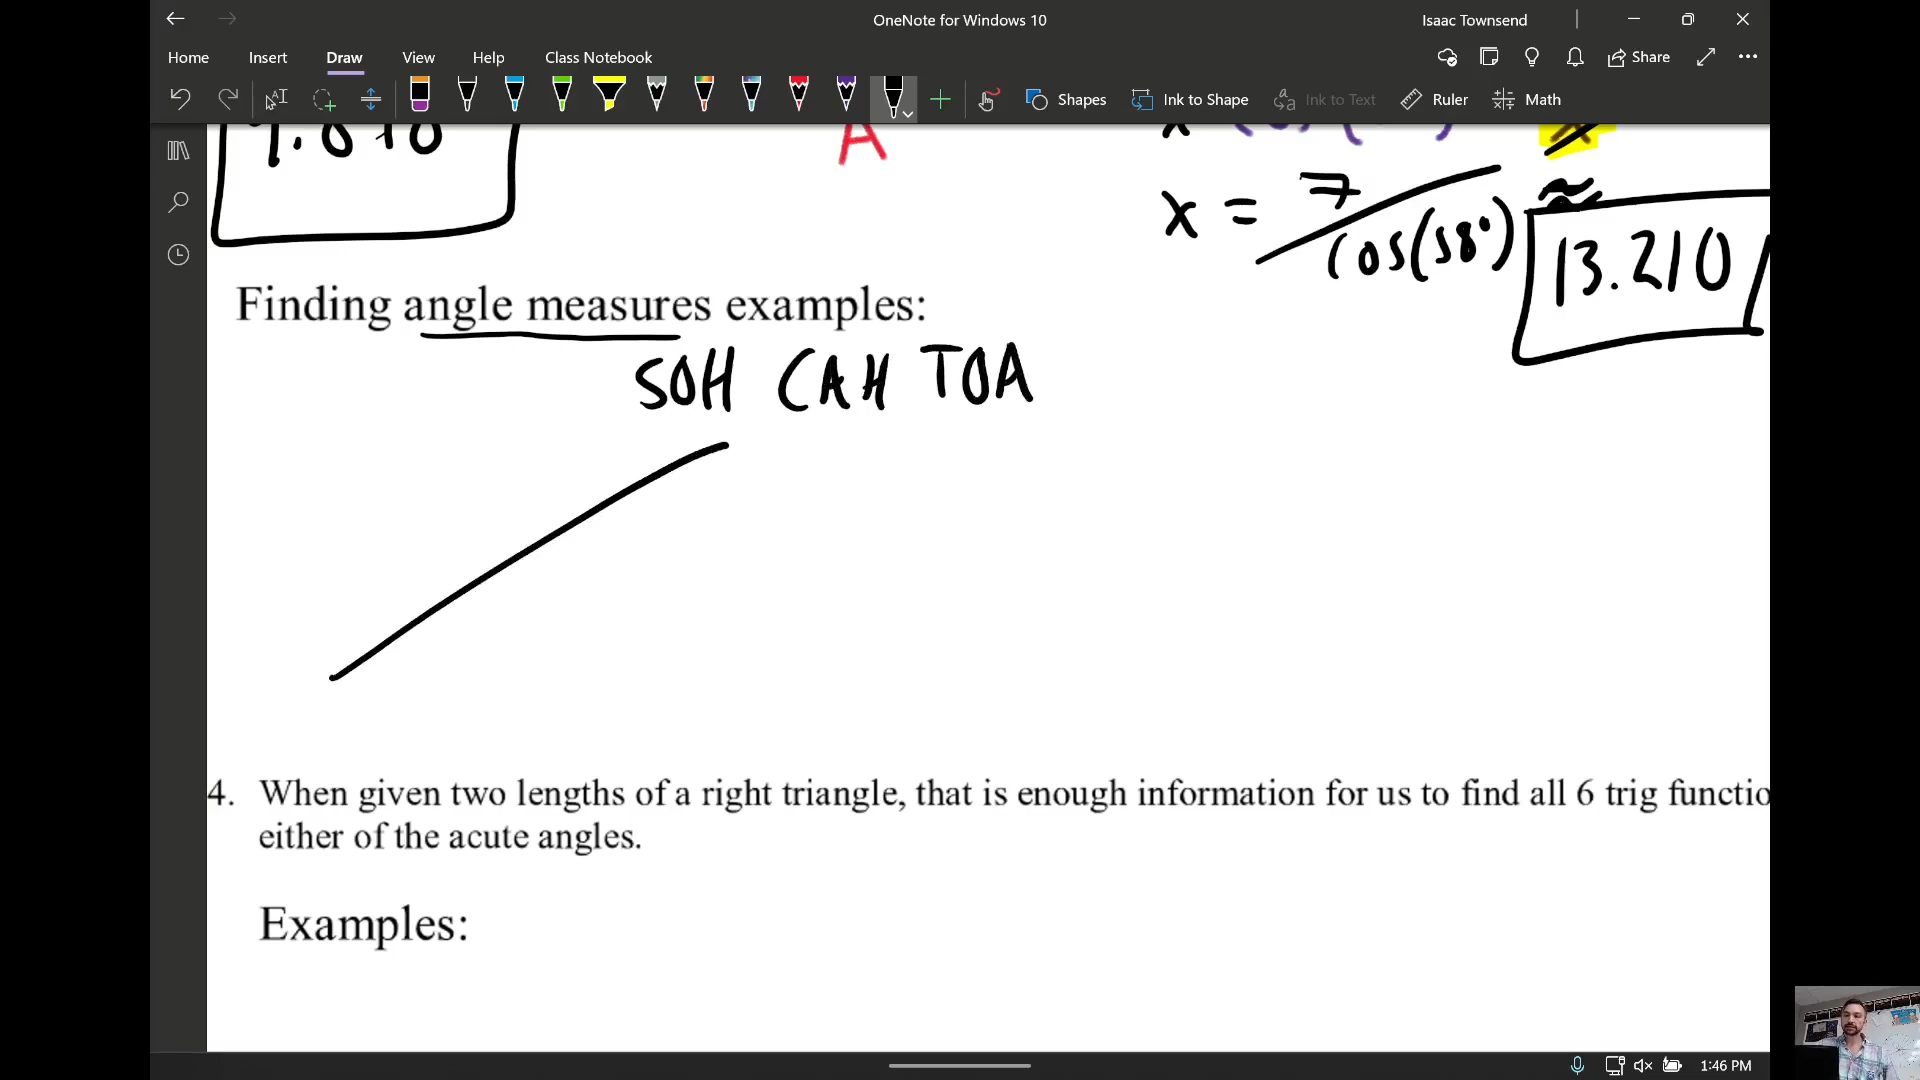 OneNote for Windows 10
Isaac Townsend
Home Insert Draw View Help Class Notebook
Share
Shapes Ink to Shape Ink to Text Ruler Math
A
x = 7 / cos(58°) ≈ 13.210
Finding angle measures examples:
SOH CAH TOA
4. When given two lengths of a right triangle, that is enough information for us to find all 6 trig functio
either of the acute angles.
Examples:
1:46 PM